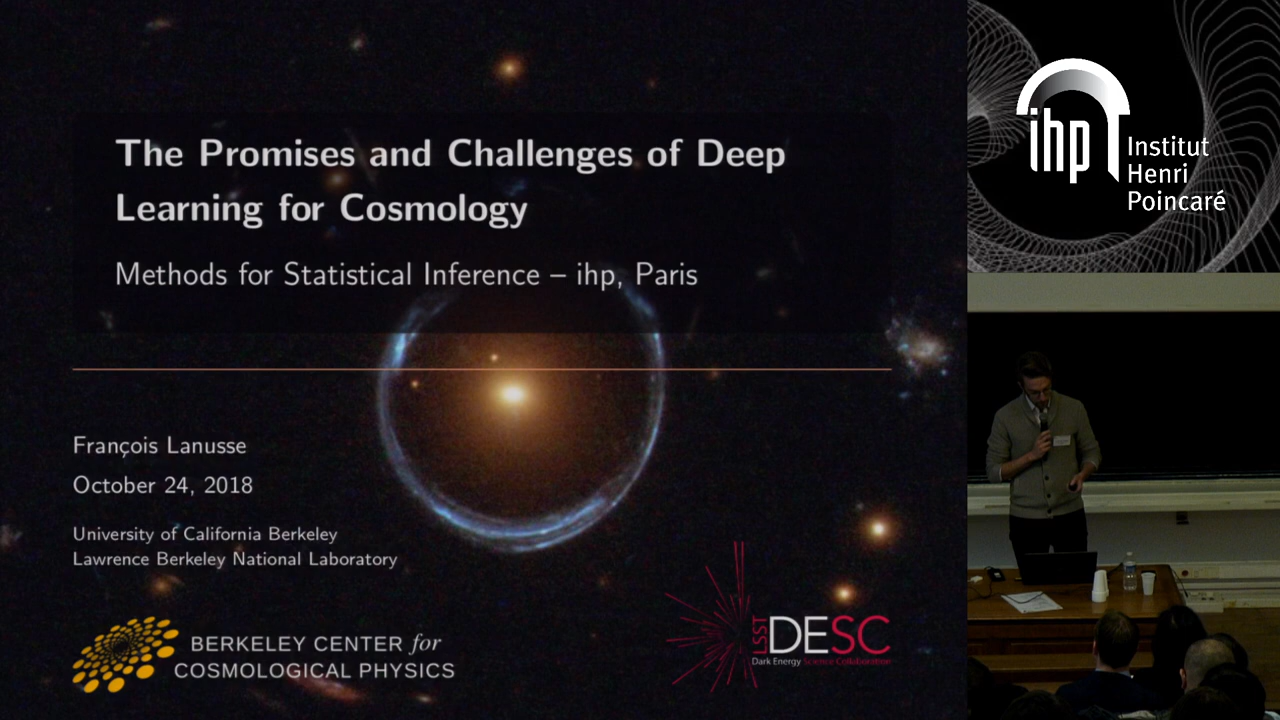 The Promises and Challenges of Deep
Learning for Cosmology
Methods for Statistical Inference – ihp, Paris
François Lanusse
October 24, 2018
University of California Berkeley
Lawrence Berkeley National Laboratory
BERKELEY CENTER for
COSMOLOGICAL PHYSICS
LSST DESC
Dark Energy Science Collaboration
ihp Institut
Henri
Poincaré